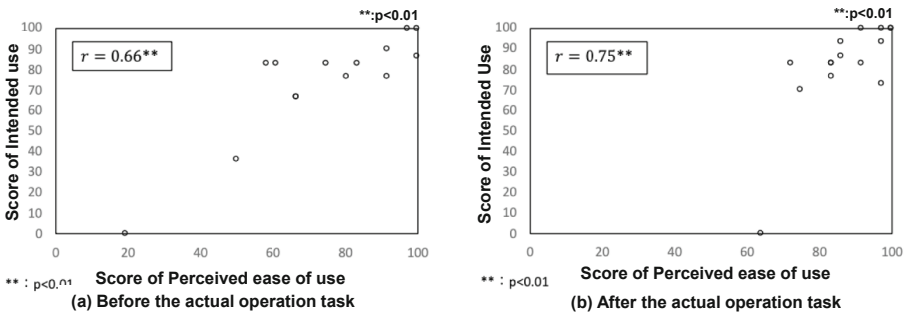 **:p<0.01
r = 0.66**
Score of Intended use
100
90
80
70
60
50
40
30
20
10
0
0 20 40 60 80 100
Score of Perceived ease of use
** : p<0.01
(a) Before the actual operation task
**:p<0.01
r = 0.75**
Score of Intended Use
100
90
80
70
60
50
40
30
20
10
0
0 20 40 60 80 100
Score of Perceived ease of use
** : p<0.01
(b) After the actual operation task